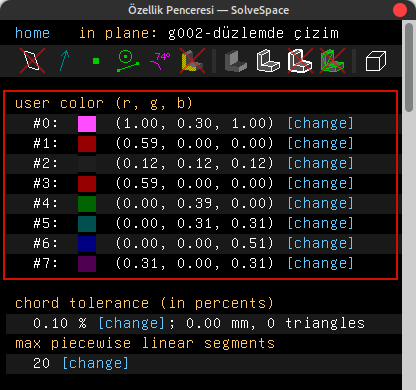 Özellik Penceresi — SolveSpace
home in plane: g002-düzlemde çizim
74°
user color (r, g, b)
#0: (1.00, 0.30, 1.00) [change]
#1: (0.59, 0.00, 0.00) [change]
#2: (0.12, 0.12, 0.12) [change]
#3: (0.59, 0.00, 0.00) [change]
#4: (0.00, 0.39, 0.00) [change]
#5: (0.00, 0.31, 0.31) [change]
#6: (0.00, 0.00, 0.51) [change]
#7: (0.31, 0.00, 0.31) [change]
chord tolerance (in percents)
0.10 % [change]; 0.00 mm, 0 triangles
max piecewise linear segments
20 [change]